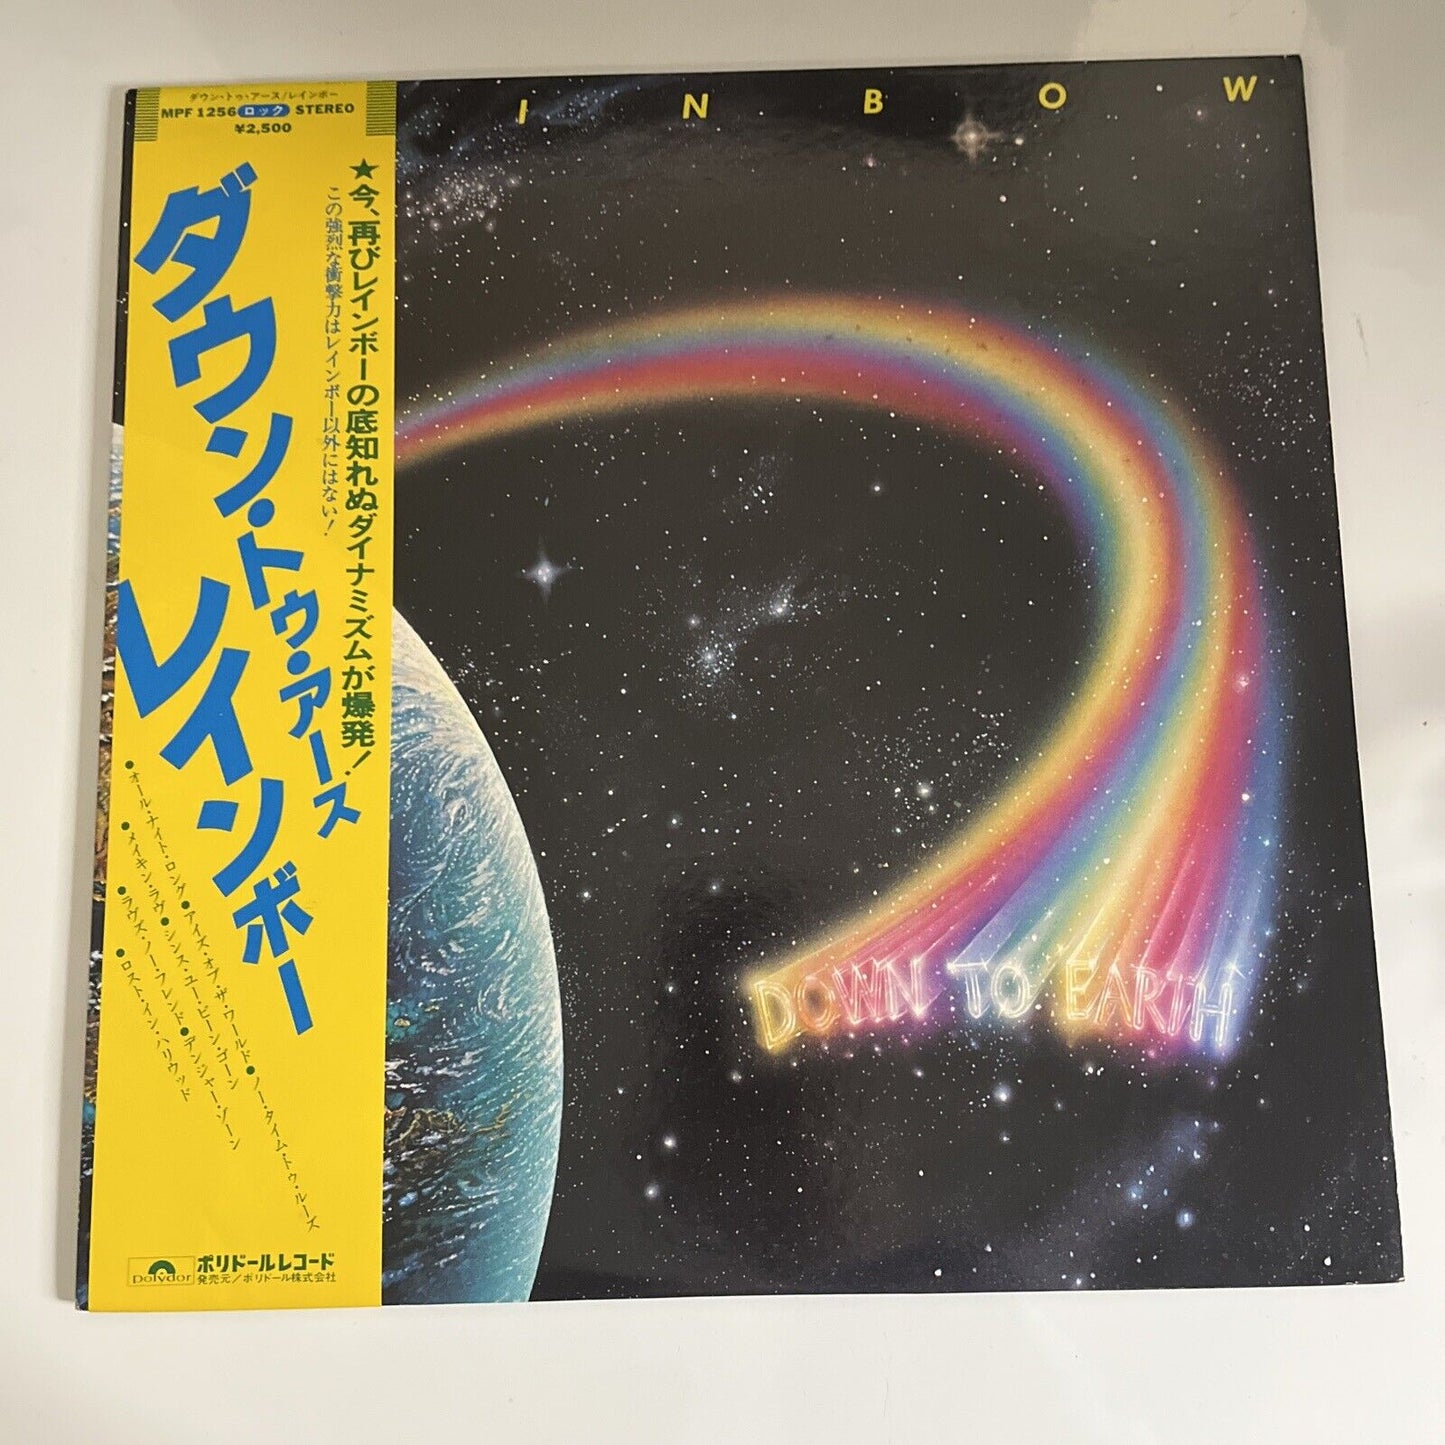 ダウン・トゥ・アース/レインボー
MPF 1256 ロック STEREO
¥2,500
I N B O W
★今、再びレインボーの底知れぬダイナミズムが爆発!
この強烈な衝撃力はレインボー以外にはない!
ダウン・トゥ・アース
レインボー
●オール・ナイト・ロング●アイズ・オブ・ザ・ワールド●ノー・タイム・トゥ・ルーズ
●メイキン・ラヴ●シンス・ユー・ビーン・ゴーン
●ラヴズ・ノー・フレンド●デンジャー・ゾーン
●ロスト・イン・ハリウッド
DOWN TO EARTH
Polydor
ポリドールレコード
発売元/ポリドール株式会社